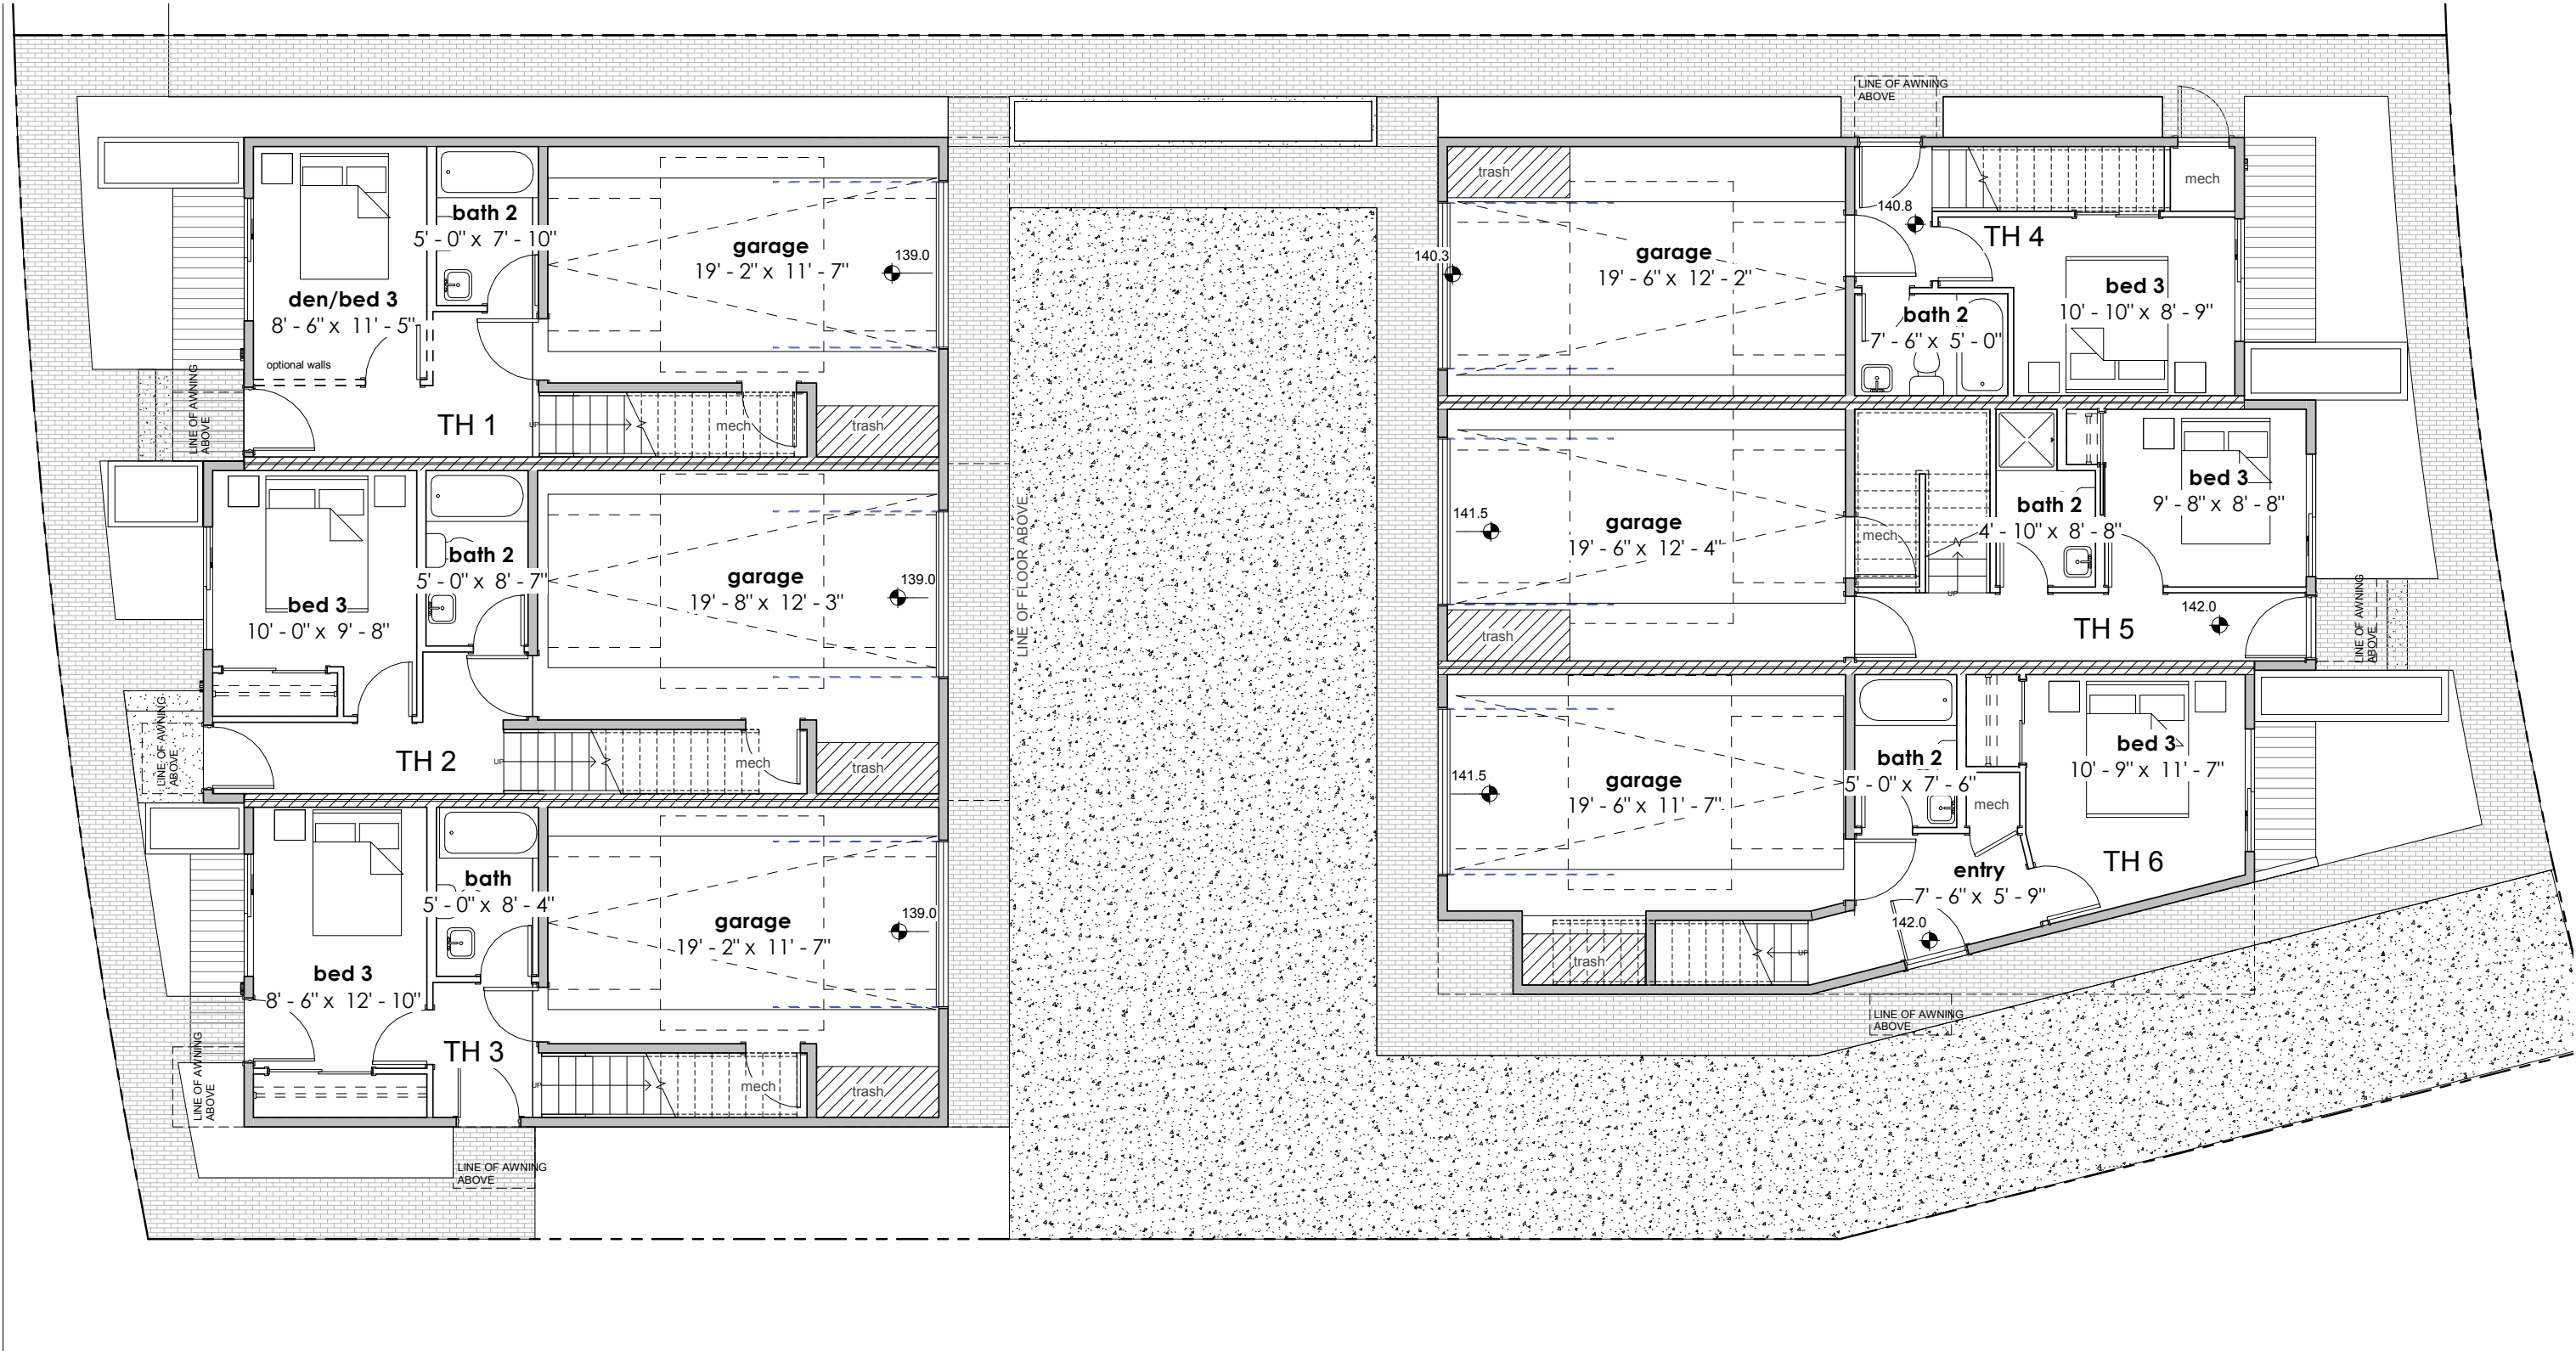 LINE OF AWNING
ABOVE
bath 2
5' - 0" x 7' - 10"
garage
19' - 2" x 11' - 7"
139.0
den/bed 3
8' - 6" x 11' - 5"
optional walls
LINE OF AWNING
ABOVE
TH 1
UP
mech
trash
bath 2
5' - 0" x 8' - 7"
garage
19' - 8" x 12' - 3"
139.0
bed 3
10' - 0" x 9' - 8"
LINE OF AWNING
ABOVE
TH 2
UP
mech
trash
bath
5' - 0" x 8' - 4"
garage
19' - 2" x 11' - 7"
139.0
bed 3
8' - 6" x 12' - 10"
LINE OF AWNING
ABOVE
TH 3
UP
mech
trash
LINE OF AWNING
ABOVE
LINE OF FLOOR ABOVE
trash
mech
140.8
TH 4
140.3
garage
19' - 6" x 12' - 2"
bed 3
10' - 10" x 8' - 9"
bath 2
7' - 6" x 5' - 0"
141.5
garage
19' - 6" x 12' - 4"
mech
bath 2
4' - 10" x 8' - 8"
bed 3
9' - 8" x 8' - 8"
UP
142.0
TH 5
trash
LINE OF AWNING
ABOVE
141.5
garage
19' - 6" x 11' - 7"
bath 2
5' - 0" x 7' - 6"
mech
bed 3
10' - 9" x 11' - 7"
TH 6
entry
7' - 6" x 5' - 9"
142.0
trash
UP
LINE OF AWNING
ABOVE